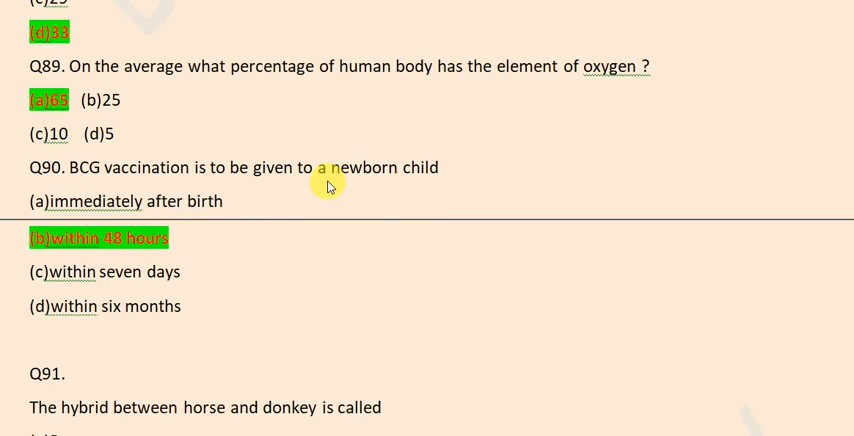 (d)33
Q89. On the average what percentage of human body has the element of oxygen ?
(a)65 (b)25
(c)10 (d)5
Q90. BCG vaccination is to be given to a newborn child
(a)immediately after birth
(b)within 48 hours
(c)within seven days
(d)within six months
Q91.
The hybrid between horse and donkey is called